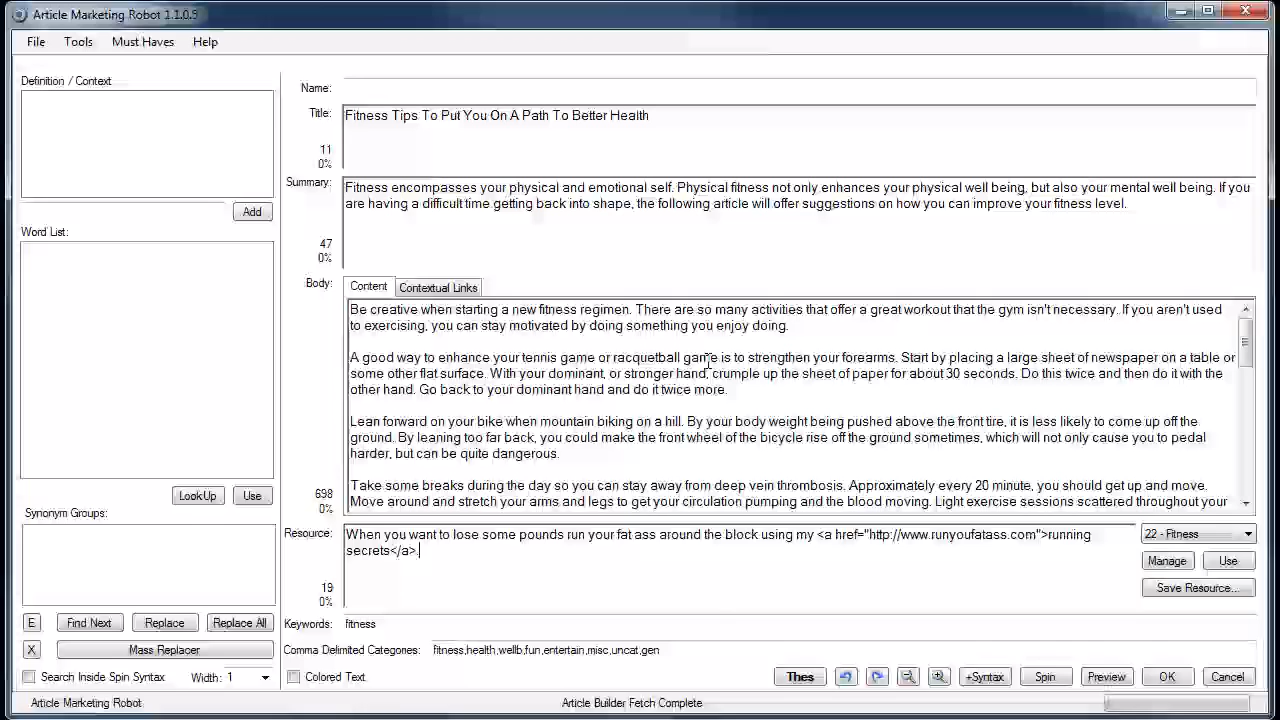 Article Marketing Robot 1.1.0.9
File Tools Must Haves Help
Definition / Context
Add
Word List:
LookUp Use
Synonym Groups:
E Find Next Replace Replace All
X Mass Replacer
Search Inside Spin Syntax Width: 1
Name:
Title: Fitness Tips To Put You On A Path To Better Health
11
0%
Summary: Fitness encompasses your physical and emotional self. Physical fitness not only enhances your physical well being, but also your mental well being. If you
are having a difficult time getting back into shape, the following article will offer suggestions on how you can improve your fitness level.
47
0%
Body: Content Contextual Links
Be creative when starting a new fitness regimen. There are so many activities that offer a great workout that the gym isn't necessary. If you aren't used
to exercising, you can stay motivated by doing something you enjoy doing.
A good way to enhance your tennis game or racquetball game is to strengthen your forearms. Start by placing a large sheet of newspaper on a table or
some other flat surface. With your dominant, or stronger hand, crumple up the sheet of paper for about 30 seconds. Do this twice and then do it with the
other hand. Go back to your dominant hand and do it twice more.
Lean forward on your bike when mountain biking on a hill. By your body weight being pushed above the front tire, it is less likely to come up off the
ground. By leaning too far back, you could make the front wheel of the bicycle rise off the ground sometimes, which will not only cause you to pedal
harder, but can be quite dangerous.
Take some breaks during the day so you can stay away from deep vein thrombosis. Approximately every 20 minute, you should get up and move.
Move around and stretch your arms and legs to get your circulation pumping and the blood moving. Light exercise sessions scattered throughout your
698
0%
Resource: When you want to lose some pounds run your fat ass around the block using my <a href="http://www.runyoufatass.com">running
secrets</a>.
19
0%
22 - Fitness
Manage Use
Save Resource...
Keywords: fitness
Comma Delimited Categories: fitness,health,wellb,fun,entertain,misc,uncat,gen
Colored Text Thes +Syntax Spin Preview OK Cancel
Article Marketing Robot Article Builder Fetch Complete